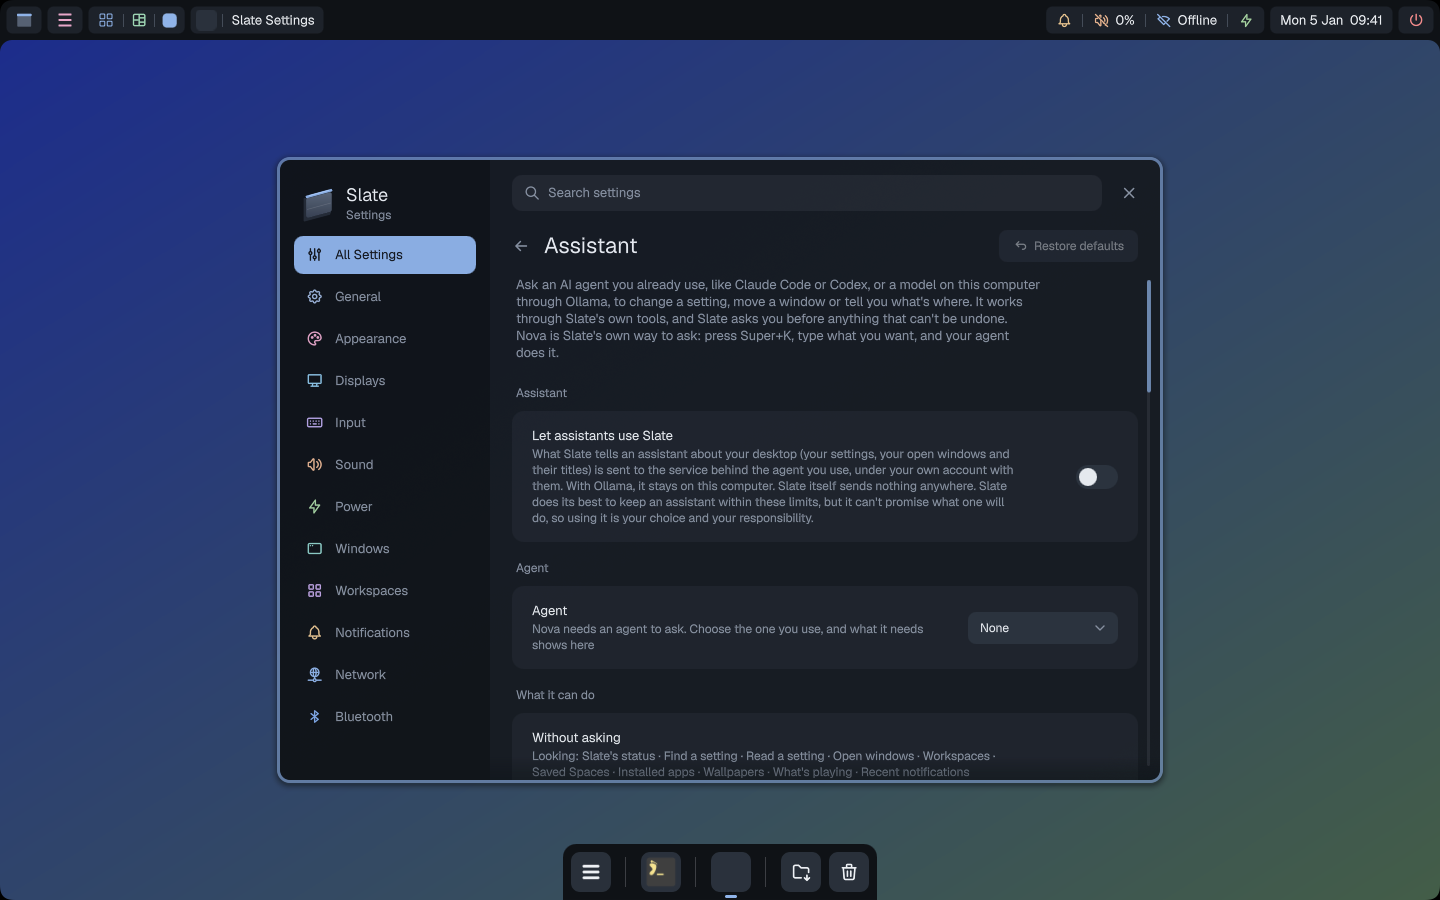 Slate Settings
0%
Offline
Mon 5 Jan 09:41
Slate
Settings
Search settings
All Settings
General
Appearance
Displays
Input
Sound
Power
Windows
Workspaces
Notifications
Network
Bluetooth
Assistant
Restore defaults
Ask an AI agent you already use, like Claude Code or Codex, or a model on this computer
through Ollama, to change a setting, move a window or tell you what's where. It works
through Slate's own tools, and Slate asks you before anything that can't be undone.
Nova is Slate's own way to ask: press Super+K, type what you want, and your agent
does it.
Assistant
Let assistants use Slate
What Slate tells an assistant about your desktop (your settings, your open windows and
their titles) is sent to the service behind the agent you use, under your own account with
them. With Ollama, it stays on this computer. Slate itself sends nothing anywhere. Slate
does its best to keep an assistant within these limits, but it can't promise what one will
do, so using it is your choice and your responsibility.
Agent
Agent
Nova needs an agent to ask. Choose the one you use, and what it needs
shows here
None
What it can do
Without asking
Looking: Slate's status · Find a setting · Read a setting · Open windows · Workspaces ·
Saved Spaces · Installed apps · Wallpapers · What's playing · Recent notifications